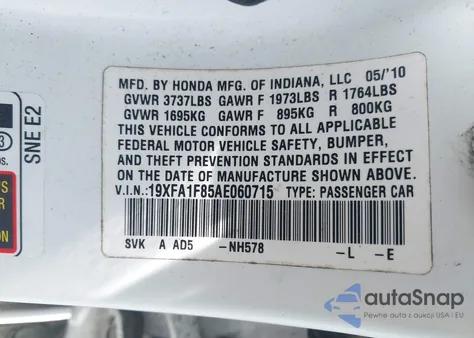 MFD. BY HONDA MFG. OF INDIANA, LLC 05/'10
GVWR 3737LBS GAWR F 1973LBS R 1764LBS
GVWR 1695KG GAWR F 895KG R 800KG
THIS VEHICLE CONFORMS TO ALL APPLICABLE
FEDERAL MOTOR VEHICLE SAFETY, BUMPER,
AND THEFT PREVENTION STANDARDS IN EFFECT
ON THE DATE OF MANUFACTURE SHOWN ABOVE.
V.I.N.:19XFA1F85AE060715 TYPE: PASSENGER CAR
SVK A AD5 -NH578 -L -E
SNE E2
3
autoSnap
Pewne auta z aukcji USA i EU